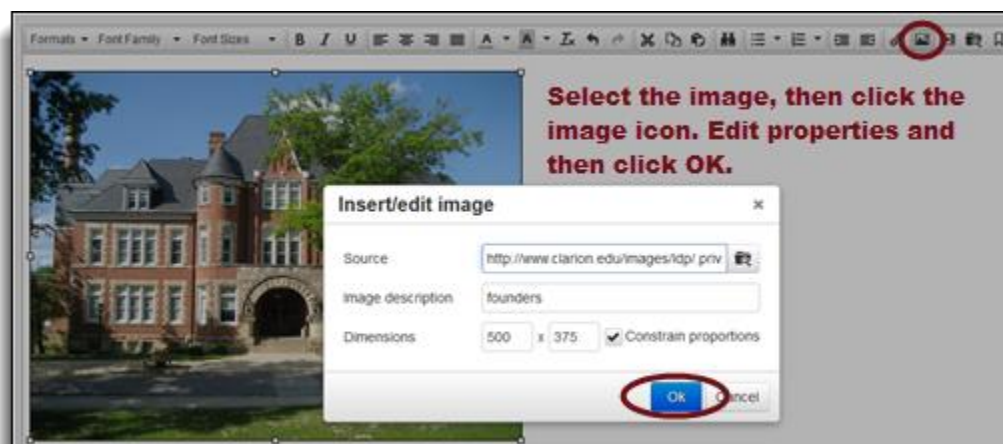 Formats Font Family Font Sizes B I U A A Ix
Select the image, then click the
image icon. Edit properties and
then click OK.
Insert/edit image ×
Source http://www.clarion.edu/images/ldp/ priv
Image description founders
Dimensions 500 x 375 Constrain proportions
Ok Cancel